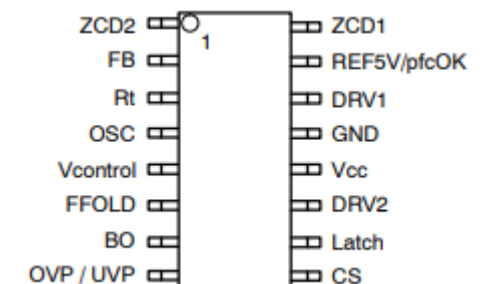 ZCD2 ZCD1
1
FB REF5V/pfcOK
Rt DRV1
OSC GND
Vcontrol Vcc
FFOLD DRV2
BO Latch
OVP / UVP CS